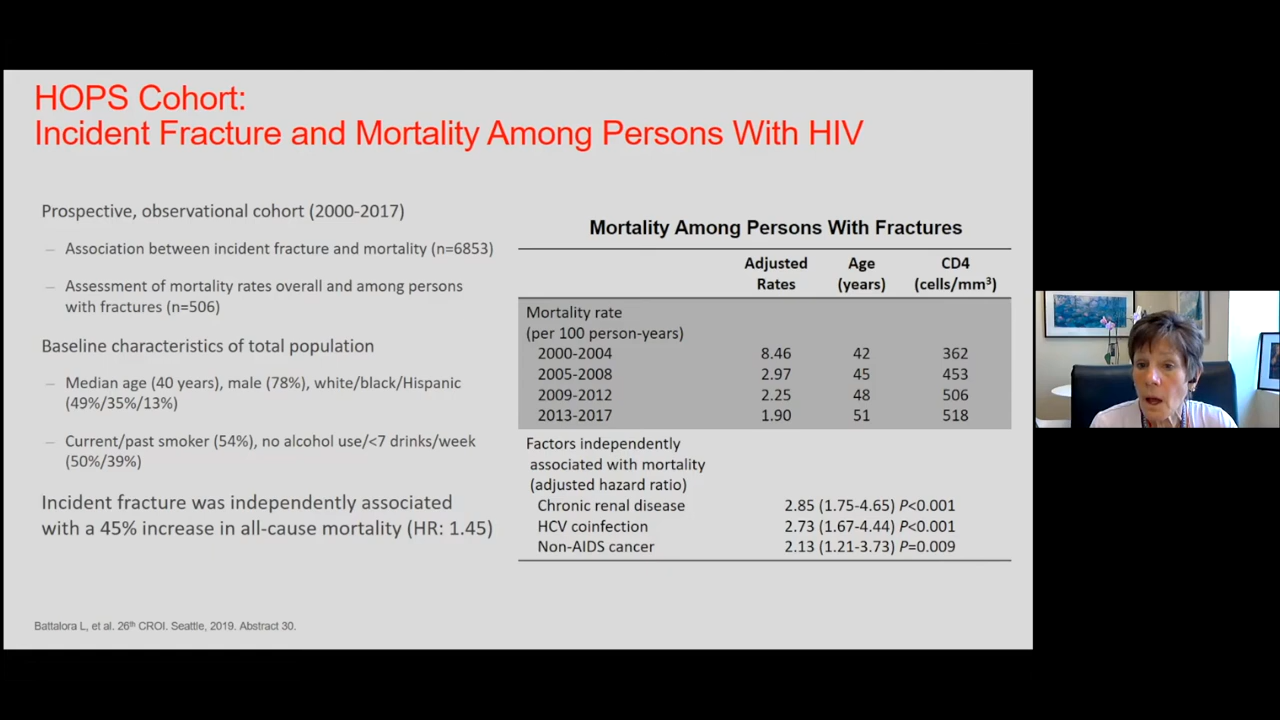 HOPS Cohort:
Incident Fracture and Mortality Among Persons With HIV
Prospective, observational cohort (2000-2017)
– Association between incident fracture and mortality (n=6853)
– Assessment of mortality rates overall and among persons
with fractures (n=506)
Baseline characteristics of total population
– Median age (40 years), male (78%), white/black/Hispanic
(49%/35%/13%)
– Current/past smoker (54%), no alcohol use/<7 drinks/week
(50%/39%)
Incident fracture was independently associated
with a 45% increase in all-cause mortality (HR: 1.45)
Mortality Among Persons With Fractures
Adjusted Age CD4
Rates (years) (cells/mm³)
Mortality rate
(per 100 person-years)
2000-2004 8.46 42 362
2005-2008 2.97 45 453
2009-2012 2.25 48 506
2013-2017 1.90 51 518
Factors independently
associated with mortality
(adjusted hazard ratio)
Chronic renal disease 2.85 (1.75-4.65) P<0.001
HCV coinfection 2.73 (1.67-4.44) P<0.001
Non-AIDS cancer 2.13 (1.21-3.73) P=0.009
Battalora L, et al. 26th CROI. Seattle, 2019. Abstract 30.